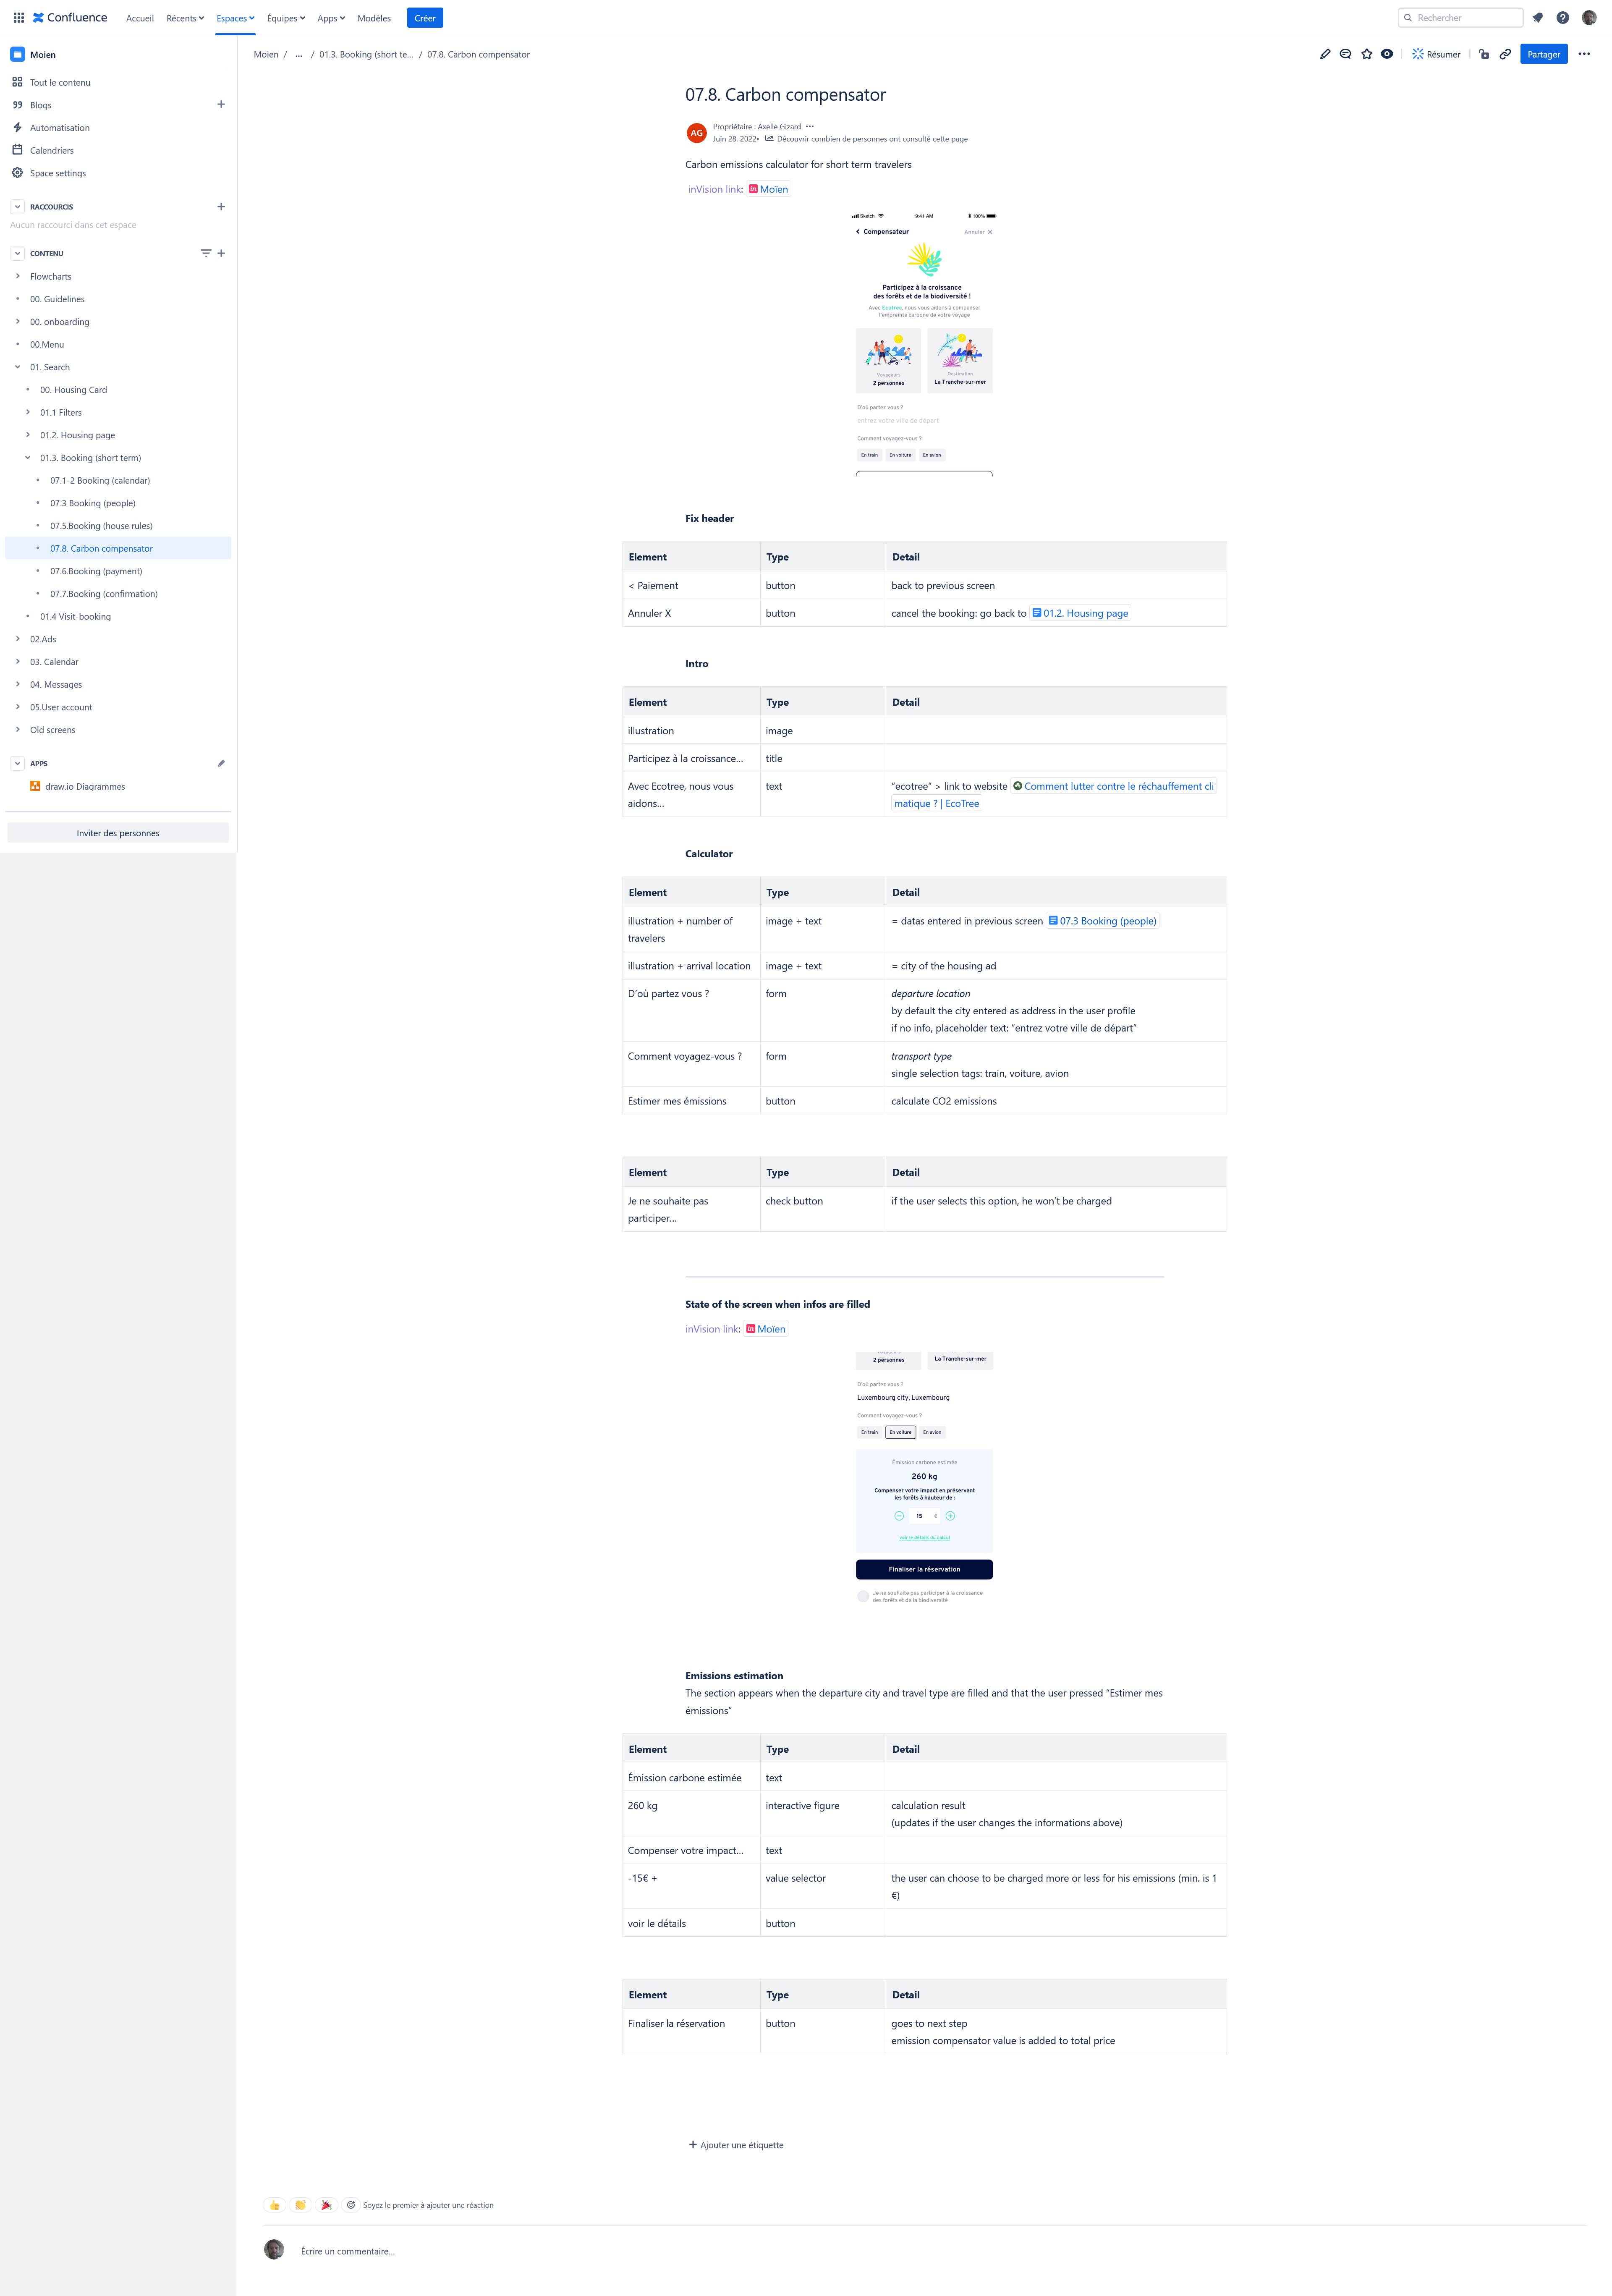 Confluence
Accueil
Récents
Espaces
Équipes
Apps
Modèles
Créer
Rechercher
Moien
Tout le contenu
Blogs
Automatisation
Calendriers
Space settings
RACCOURCIS
Aucun raccourci dans cet espace
CONTENU
Flowcharts
00. Guidelines
00. onboarding
00.Menu
01. Search
00. Housing Card
01.1 Filters
01.2. Housing page
01.3. Booking (short term)
07.1-2 Booking (calendar)
07.3 Booking (people)
07.5.Booking (house rules)
07.8. Carbon compensator
07.6.Booking (payment)
07.7.Booking (confirmation)
01.4 Visit-booking
02.Ads
03. Calendar
04. Messages
05.User account
Old screens
APPS
draw.io Diagrammes
Inviter des personnes
Moien / ... / 01.3. Booking (short te... / 07.8. Carbon compensator
Résumer
Partager
07.8. Carbon compensator
AG
Propriétaire : Axelle Gizard
Juin 28, 2022• Découvrir combien de personnes ont consulté cette page
Carbon emissions calculator for short term travelers
inVision link: in Moïen
Sketch 9:41 AM 100%
Compensateur Annuler
Participez à la croissance
des forêts et de la biodiversité !
Avec Ecotree, nous vous aidons à compenser
l'empreinte carbone de votre voyage
Voyageurs
2 personnes
Destination
La Tranche-sur-mer
D'où partez vous ?
entrez votre ville de départ
Comment voyagez-vous ?
En train En voiture En avion
Fix header
Element Type Detail
< Paiement button back to previous screen
Annuler X button cancel the booking: go back to 01.2. Housing page
Intro
Element Type Detail
illustration image
Participez à la croissance... title
Avec Ecotree, nous vous text "ecotree" > link to website Comment lutter contre le réchauffement cli
aidons... matique ? | EcoTree
Calculator
Element Type Detail
illustration + number of image + text = datas entered in previous screen 07.3 Booking (people)
travelers
illustration + arrival location image + text = city of the housing ad
D'où partez vous ? form departure location
by default the city entered as address in the user profile
if no info, placeholder text: "entrez votre ville de départ"
Comment voyagez-vous ? form transport type
single selection tags: train, voiture, avion
Estimer mes émissions button calculate CO2 emissions
Element Type Detail
Je ne souhaite pas check button if the user selects this option, he won't be charged
participer...
State of the screen when infos are filled
inVision link: in Moïen
2 personnes La Tranche-sur-mer
D'où partez vous ?
Luxembourg city, Luxembourg
Comment voyagez-vous ?
En train En voiture En avion
Émission carbone estimée
260 kg
Compenser votre impact en préservant
les forêts à hauteur de :
15 €
voir le détails du calcul
Finaliser la réservation
Je ne souhaite pas participer à la croissance
des forêts et de la biodiversité
Emissions estimation
The section appears when the departure city and travel type are filled and that the user pressed "Estimer mes
émissions"
Element Type Detail
Émission carbone estimée text
260 kg interactive figure calculation result
(updates if the user changes the informations above)
Compenser votre impact... text
-15€ + value selector the user can choose to be charged more or less for his emissions (min. is 1
€)
voir le détails button
Element Type Detail
Finaliser la réservation button goes to next step
emission compensator value is added to total price
Ajouter une étiquette
Soyez le premier à ajouter une réaction
Écrire un commentaire...